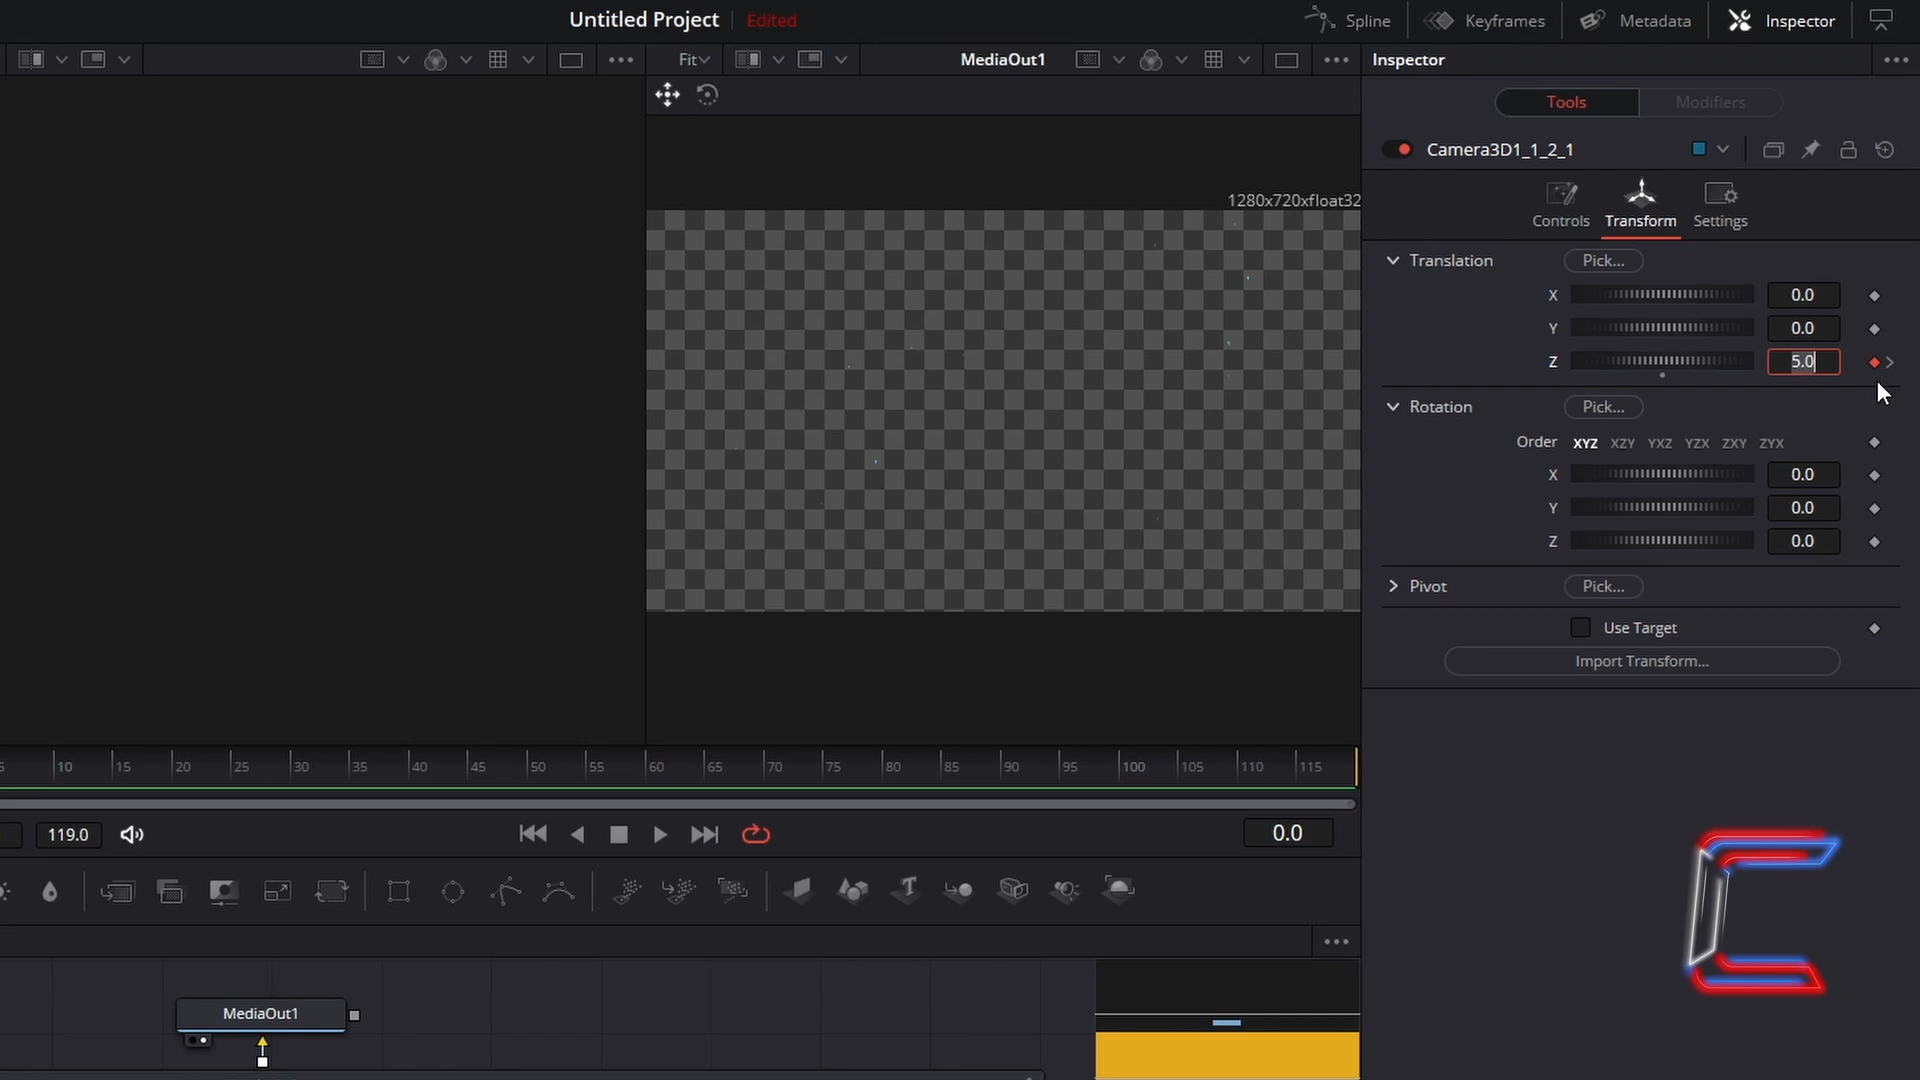 Untitled Project Edited Spline Keyframes Metadata Inspector
Fit MediaOut1 Inspector
Tools Modifiers
Camera3D1_1_2_1
1280x720xfloat32
Controls Transform Settings
Translation Pick...
X 0.0
Y 0.0
Z 5.0
Rotation Pick...
Order XYZ XZY YXZ YZX ZXY ZYX
X 0.0
Y 0.0
Z 0.0
Pivot Pick...
Use Target
Import Transform...
5 10 15 20 25 30 35 40 45 50 55 60 65 70 75 80 85 90 95 100 105 110 115
119.0 0.0
T
MediaOut1